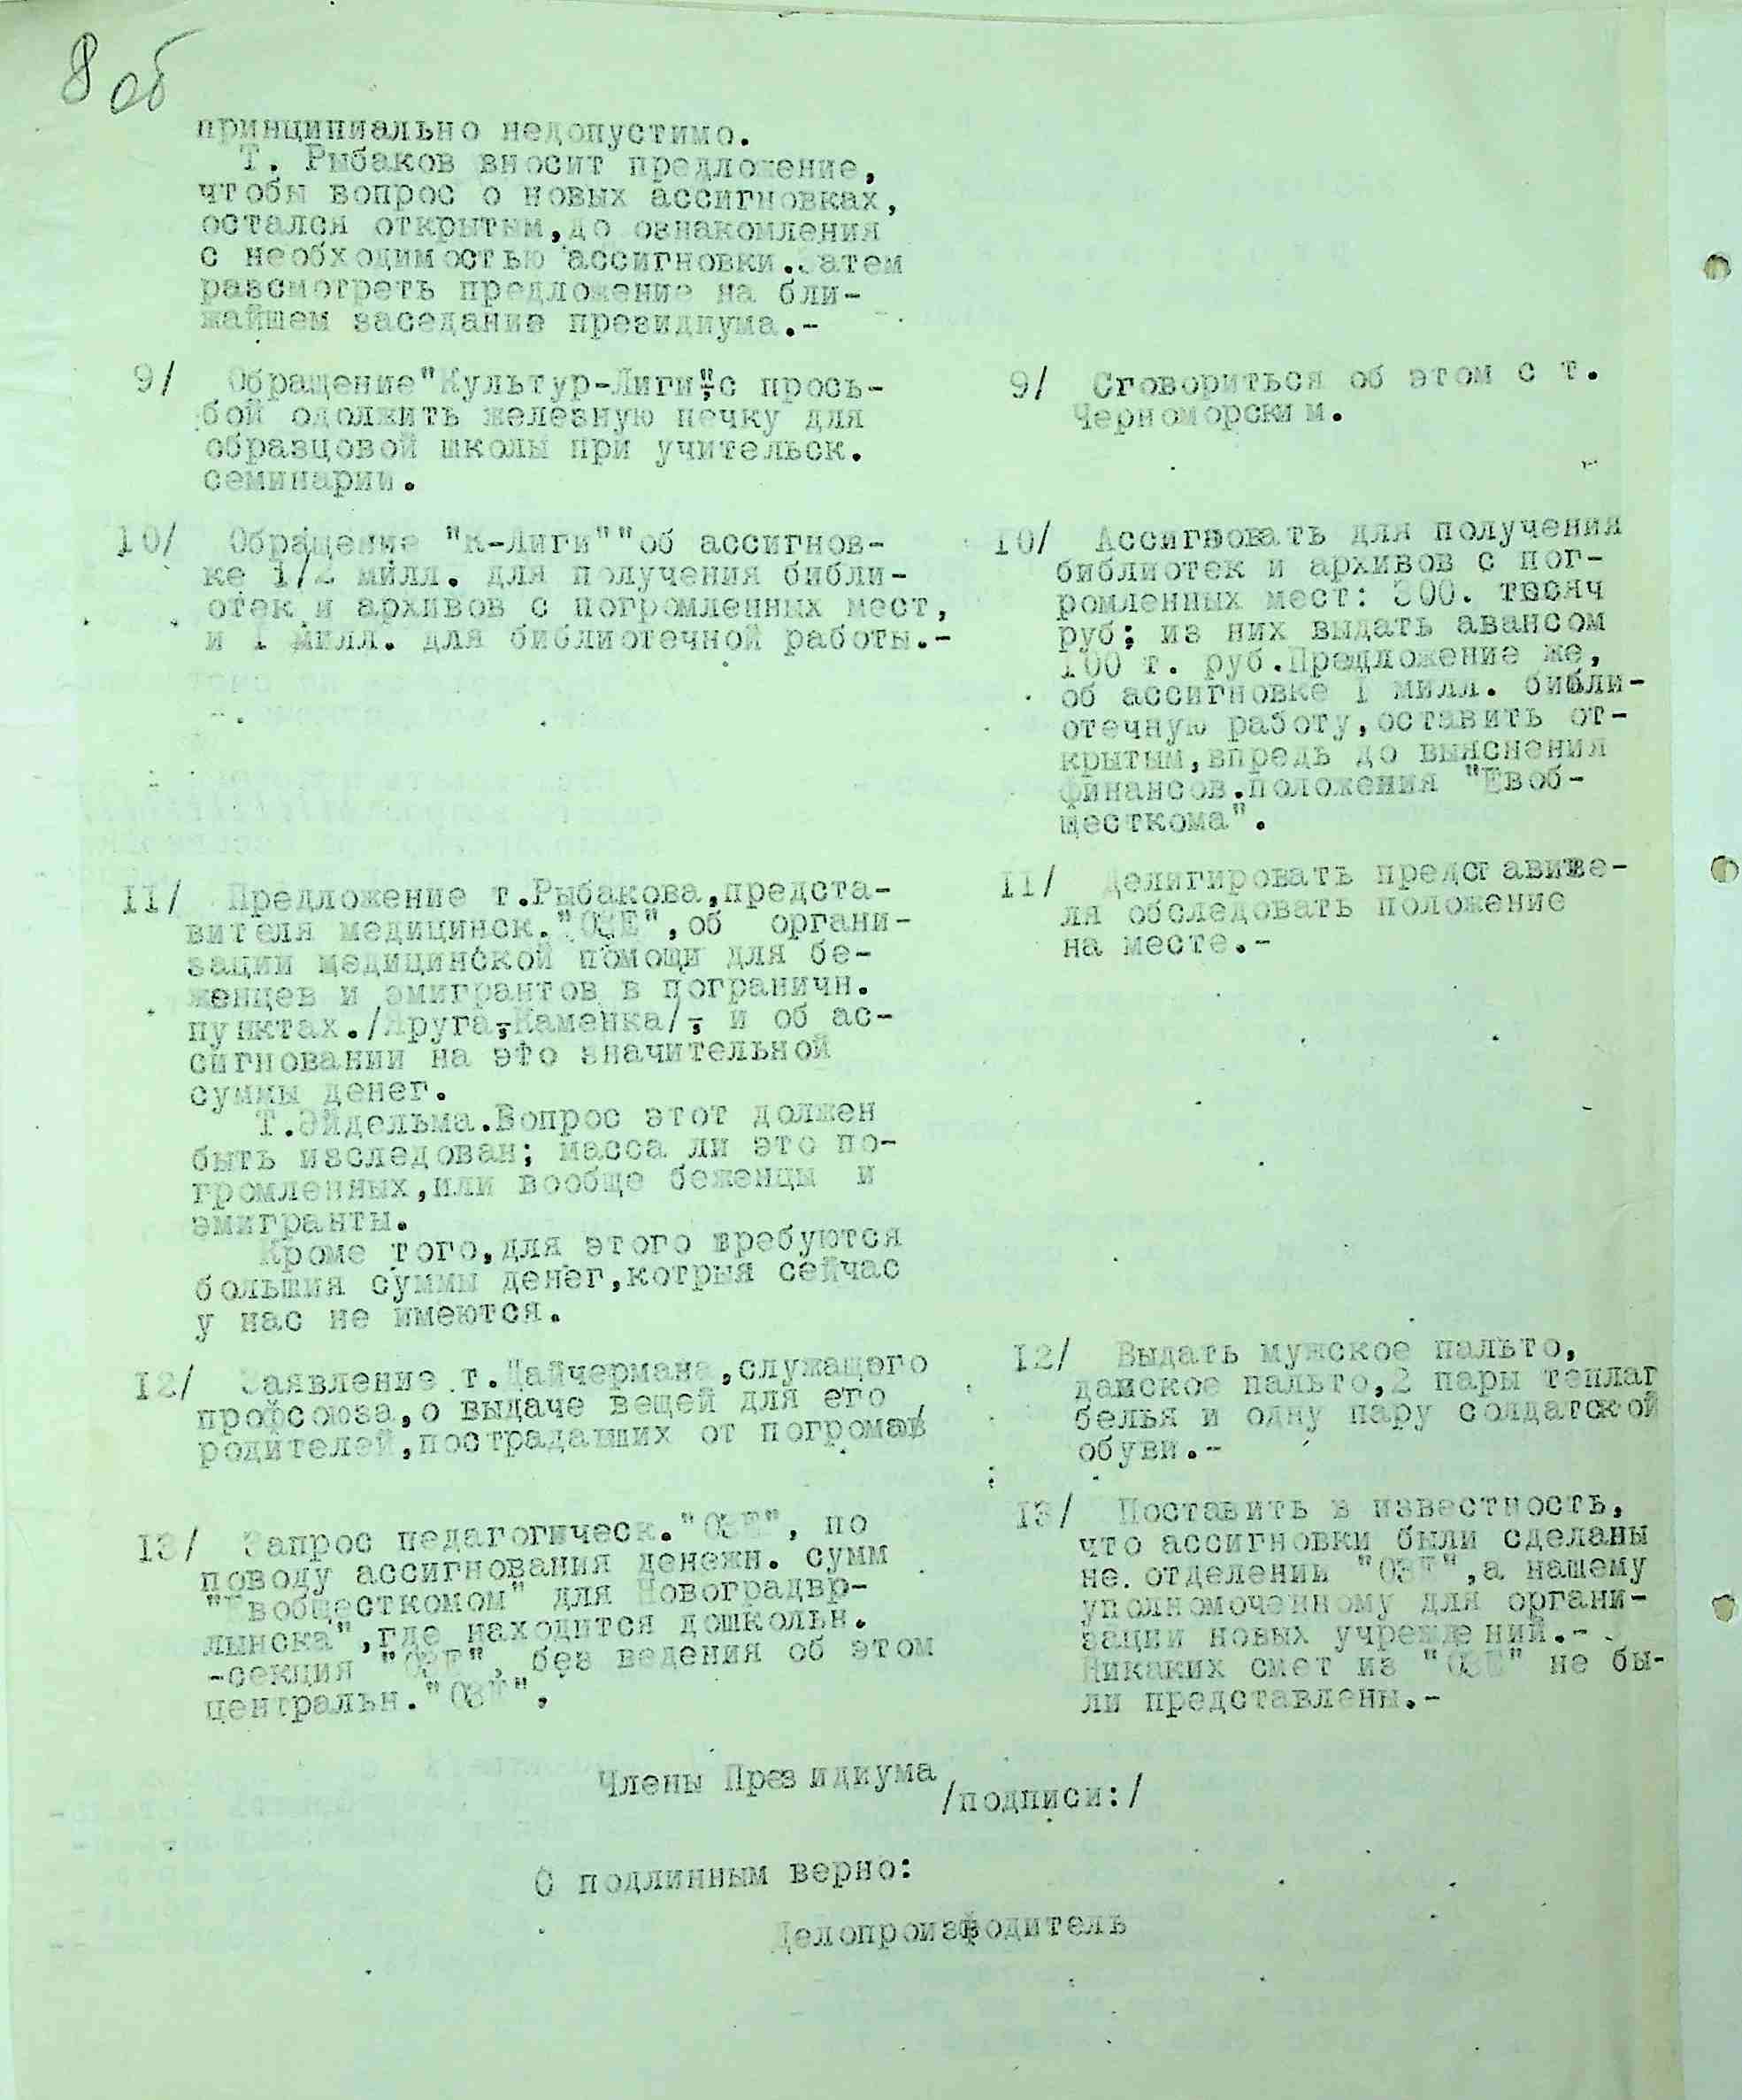 8 об
принципиально недопустимо.
Т. Рыбаков вносит предложение,
чтобы вопрос о новых ассигновках,
остался открытым,до ознакомления
с необходимостью ассигновки.Затем
разсмотреть предложение на бли-
жайшем заседание президиума.-
9/ Обращение"Культур-Лиги",с прось-
бой одолжить железную печку для
образцовой школы при учительск.
семинарии.
9/ Сговориться об этом с т.
Черноморским.
10/ Обращение "К-Лиги""об ассигнов-
ке 1/2 милл. для получения библи-
отек и архивов с погромленных мест,
и 1 милл. для библиотечной работы.-
10/ Ассигновать для получения
библиотек и архивов с пог-
ромленных мест: 300. тысяч
руб; из них выдать авансом
100 т. руб.Предложение же,
об ассигновке 1 милл. библи-
отечную работу,оставить от-
крытым,впредь до выяснения
финансов.положения "Евоб-
щесткома".
11/ Предложение т.Рыбакова,предста-
вителя медицинск."ОЗЕ",об органи-
зации медицинской помощи для бе-
женцев и эмигрантов в пограничн.
пунктах./Яруга,Каменка/, и об ас-
сигновании на это значительной
суммы денег.
Т.Эйдельма.Вопрос этот должен
быть изследован; масса ли это по-
громленных,или вообще беженцы и
эмигранты.
Кроме того,для этого требуются
большия суммы денег,котрыя сейчас
у нас не имеются.
11/ Делигировать представите-
ля обследовать положение
на месте.-
12/ Заявление т.Цайчермана,служащего
профсоюза,о выдаче вещей для его
родителей,пострадавших от погромов
12/ Выдать мужское пальто,
дамское пальто,2 пары теплаг
белья и одну пару солдатской
обуви.-
13/ Запрос педагогическ."ОЗЕ", по
поводу ассигнования денежн. сумм
"Евобщесткомом" для Новоградвр-
лынска",где находится дошкольн.
-секция "ОЗЕ", без ведения об этом
центральн."ОЗЕ",
13/ Поставить в известность,
что ассигновки были сделаны
не отделении "ОЗЕ",а нашему
уполномоченному для органи-
зации новых учреждений.-
Никаких смет из "ОЗЕ" не бы-
ли представлены.-
Члены Президиума
/подписи:/
С подлинным верно:
Делопроизводитель